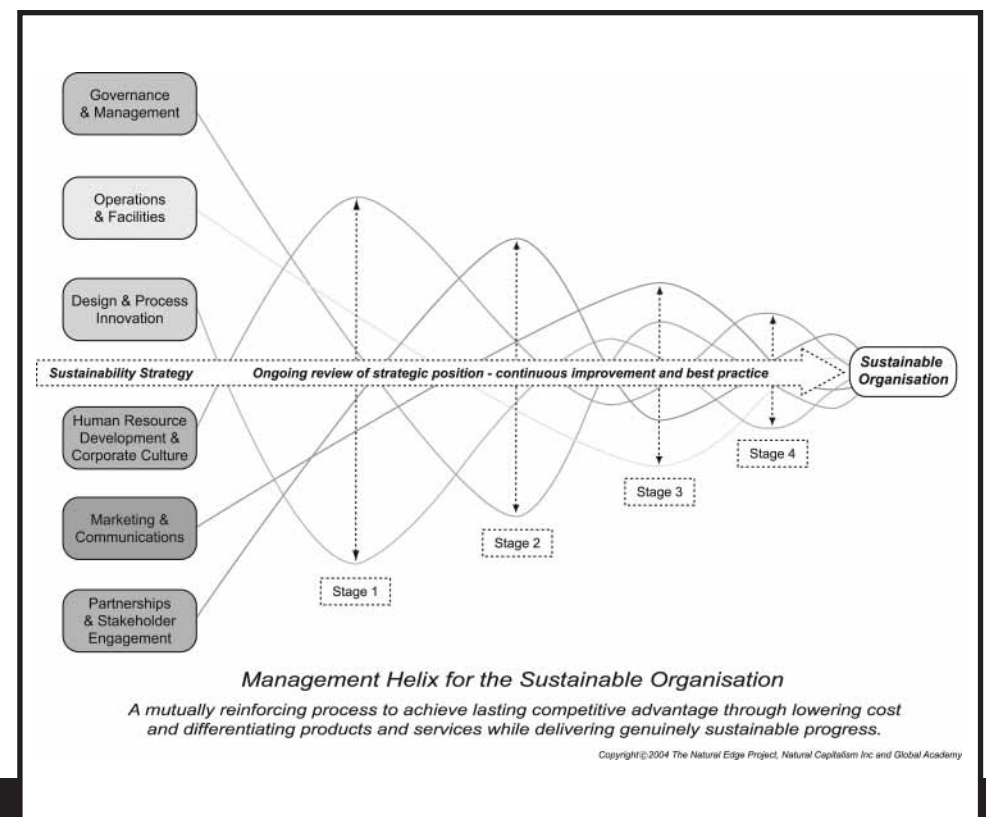 Governance
& Management
Operations
& Facilities
Design & Process
Innovation
Sustainability Strategy
Ongoing review of strategic position - continuous improvement and best practice
Sustainable
Organisation
Human Resource
Development &
Corporate Culture
Marketing &
Communications
Partnerships
& Stakeholder
Engagement
Stage 1
Stage 2
Stage 3
Stage 4
Management Helix for the Sustainable Organisation
A mutually reinforcing process to achieve lasting competitive advantage through lowering cost
and differentiating products and services while delivering genuinely sustainable progress.
Copyright©2004 The Natural Edge Project, Natural Capitalism Inc and Global Academy